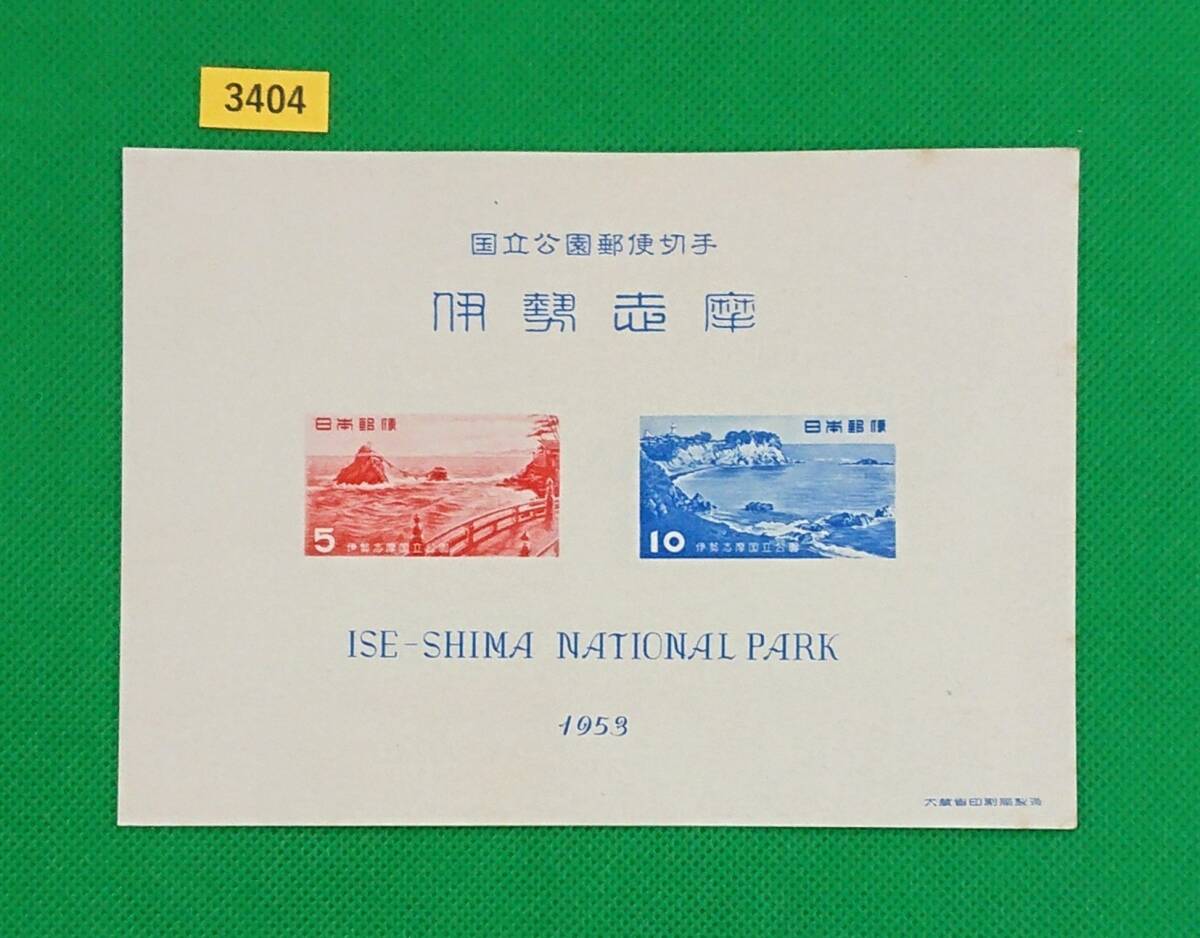 3404
国立公園郵便切手
伊勢志摩
日本郵便
5 伊勢志摩国立公園
日本郵便
10 伊勢志摩国立公園
ISE-SHIMA NATIONAL PARK
1953
大蔵省印刷局製造